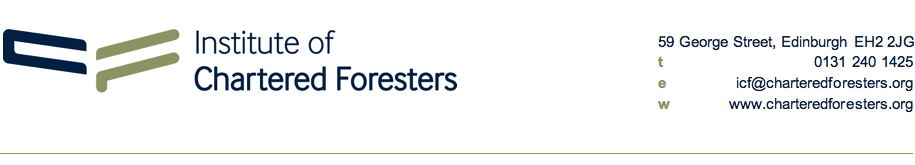 Institute of
Chartered Foresters
59 George Street, Edinburgh EH2 2JG
t 0131 240 1425
e icf@charteredforesters.org
w www.charteredforesters.org